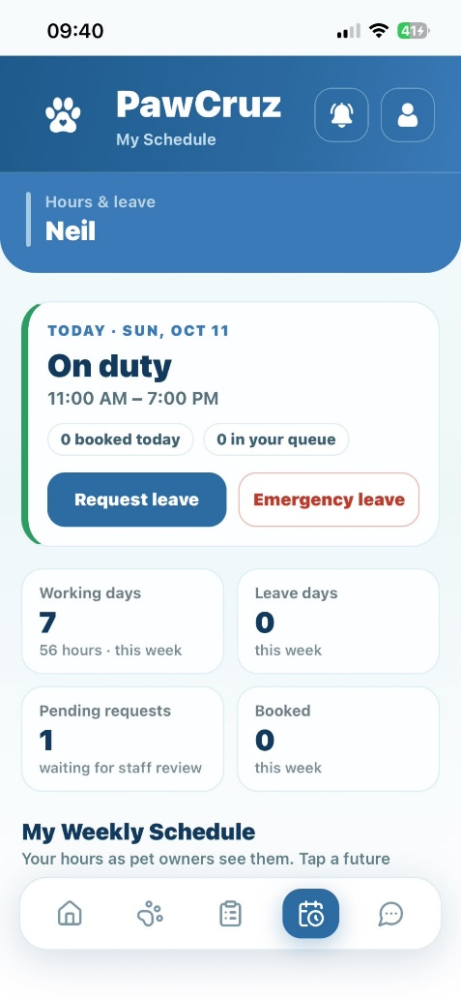 09:40
41
PawCruz
My Schedule
Hours & leave
Neil
TODAY · SUN, OCT 11
On duty
11:00 AM – 7:00 PM
0 booked today
0 in your queue
Request leave
Emergency leave
Working days
7
56 hours · this week
Leave days
0
this week
Pending requests
1
waiting for staff review
Booked
0
this week
My Weekly Schedule
Your hours as pet owners see them. Tap a future